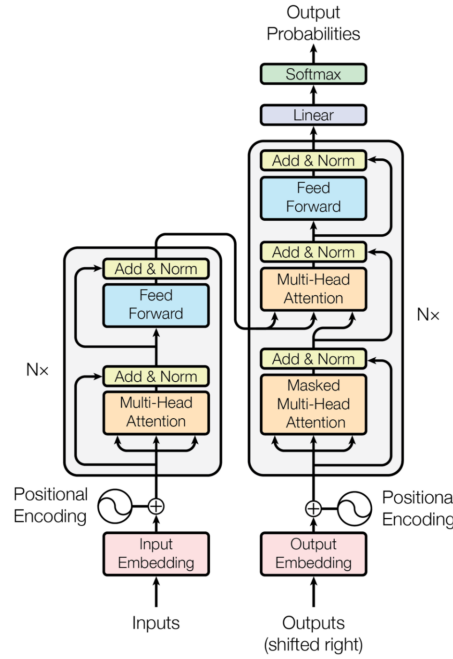 Output
Probabilities
Softmax
Linear
Add & Norm
Feed
Forward
Add & Norm
Multi-Head
Attention
Add & Norm
Masked
Multi-Head
Attention
N×
Add & Norm
Feed
Forward
Add & Norm
Multi-Head
Attention
N×
Positional
Encoding
Positional
Encoding
Input
Embedding
Output
Embedding
Inputs
Outputs
(shifted right)